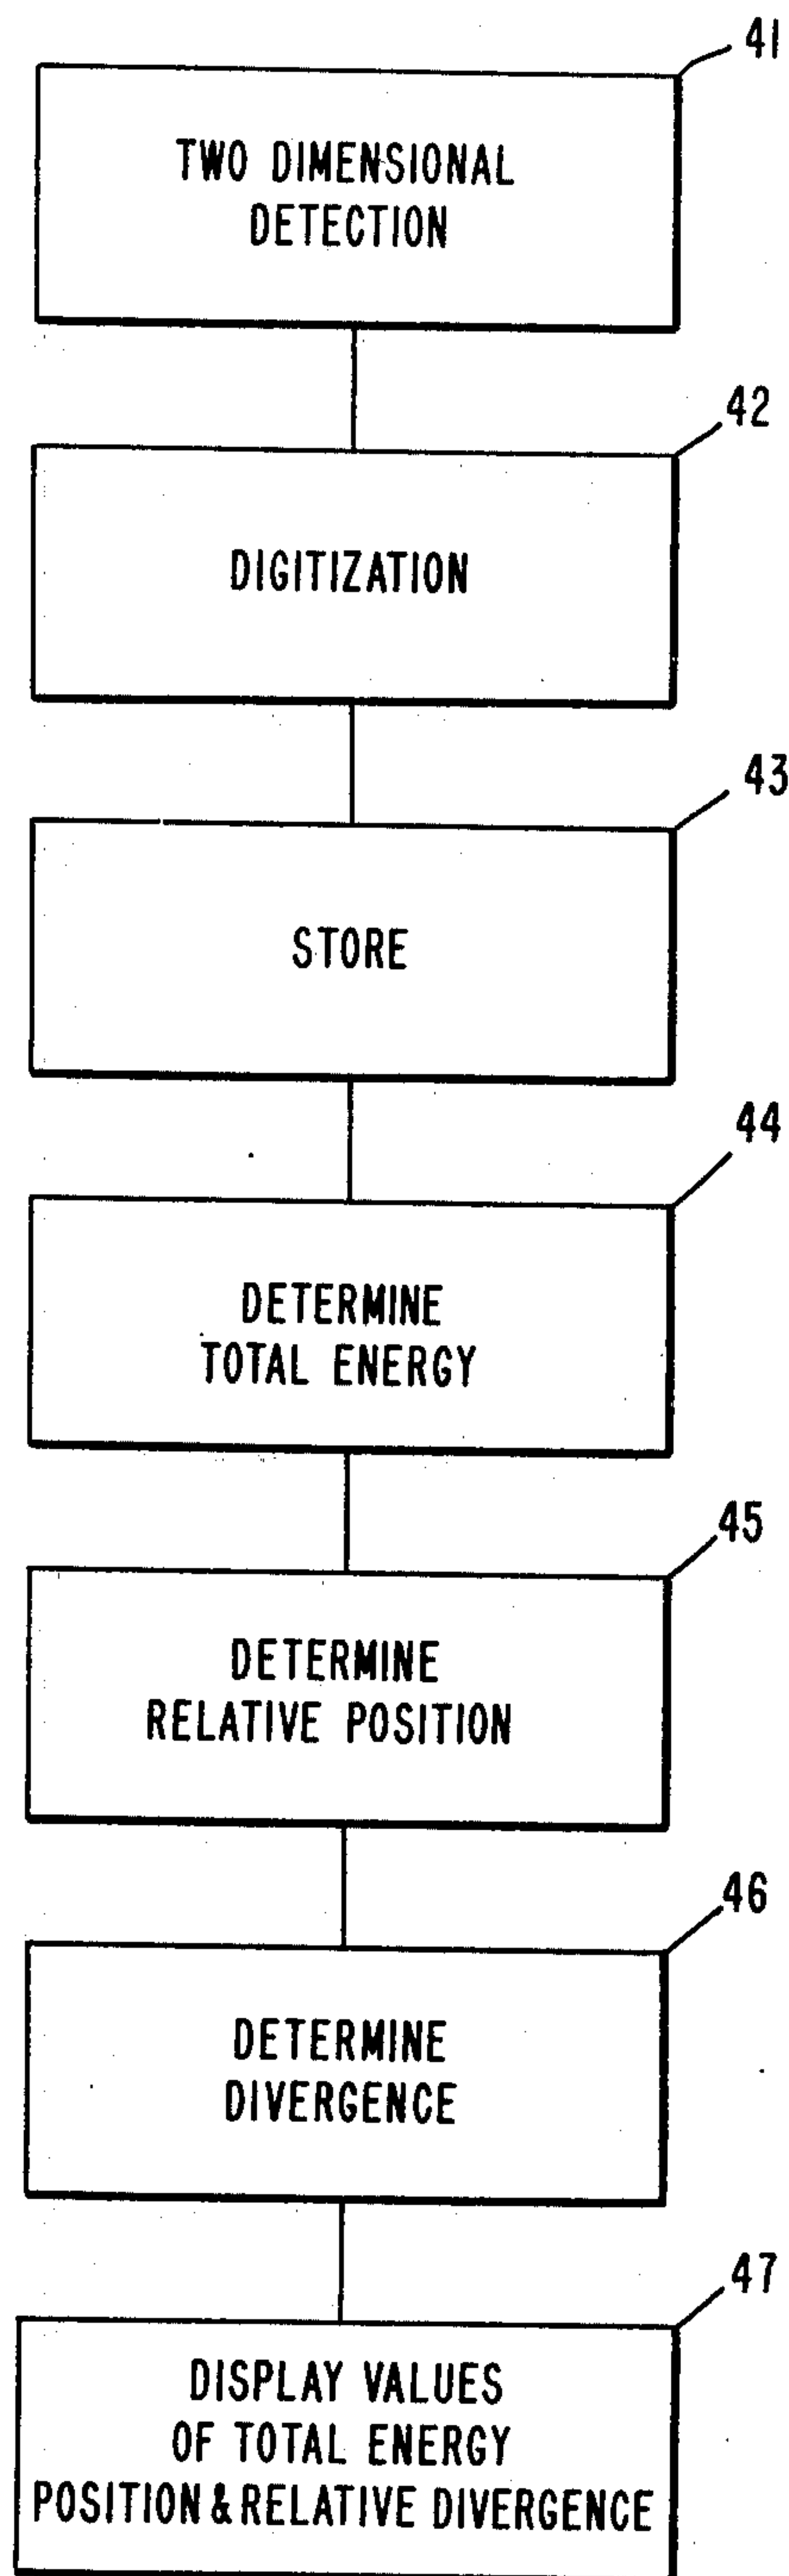 41
TWO DIMENSIONAL
DETECTION
42
DIGITIZATION
43
STORE
44
DETERMINE
TOTAL ENERGY
45
DETERMINE
RELATIVE POSITION
46
DETERMINE
DIVERGENCE
47
DISPLAY VALUES
OF TOTAL ENERGY
POSITION & RELATIVE DIVERGENCE